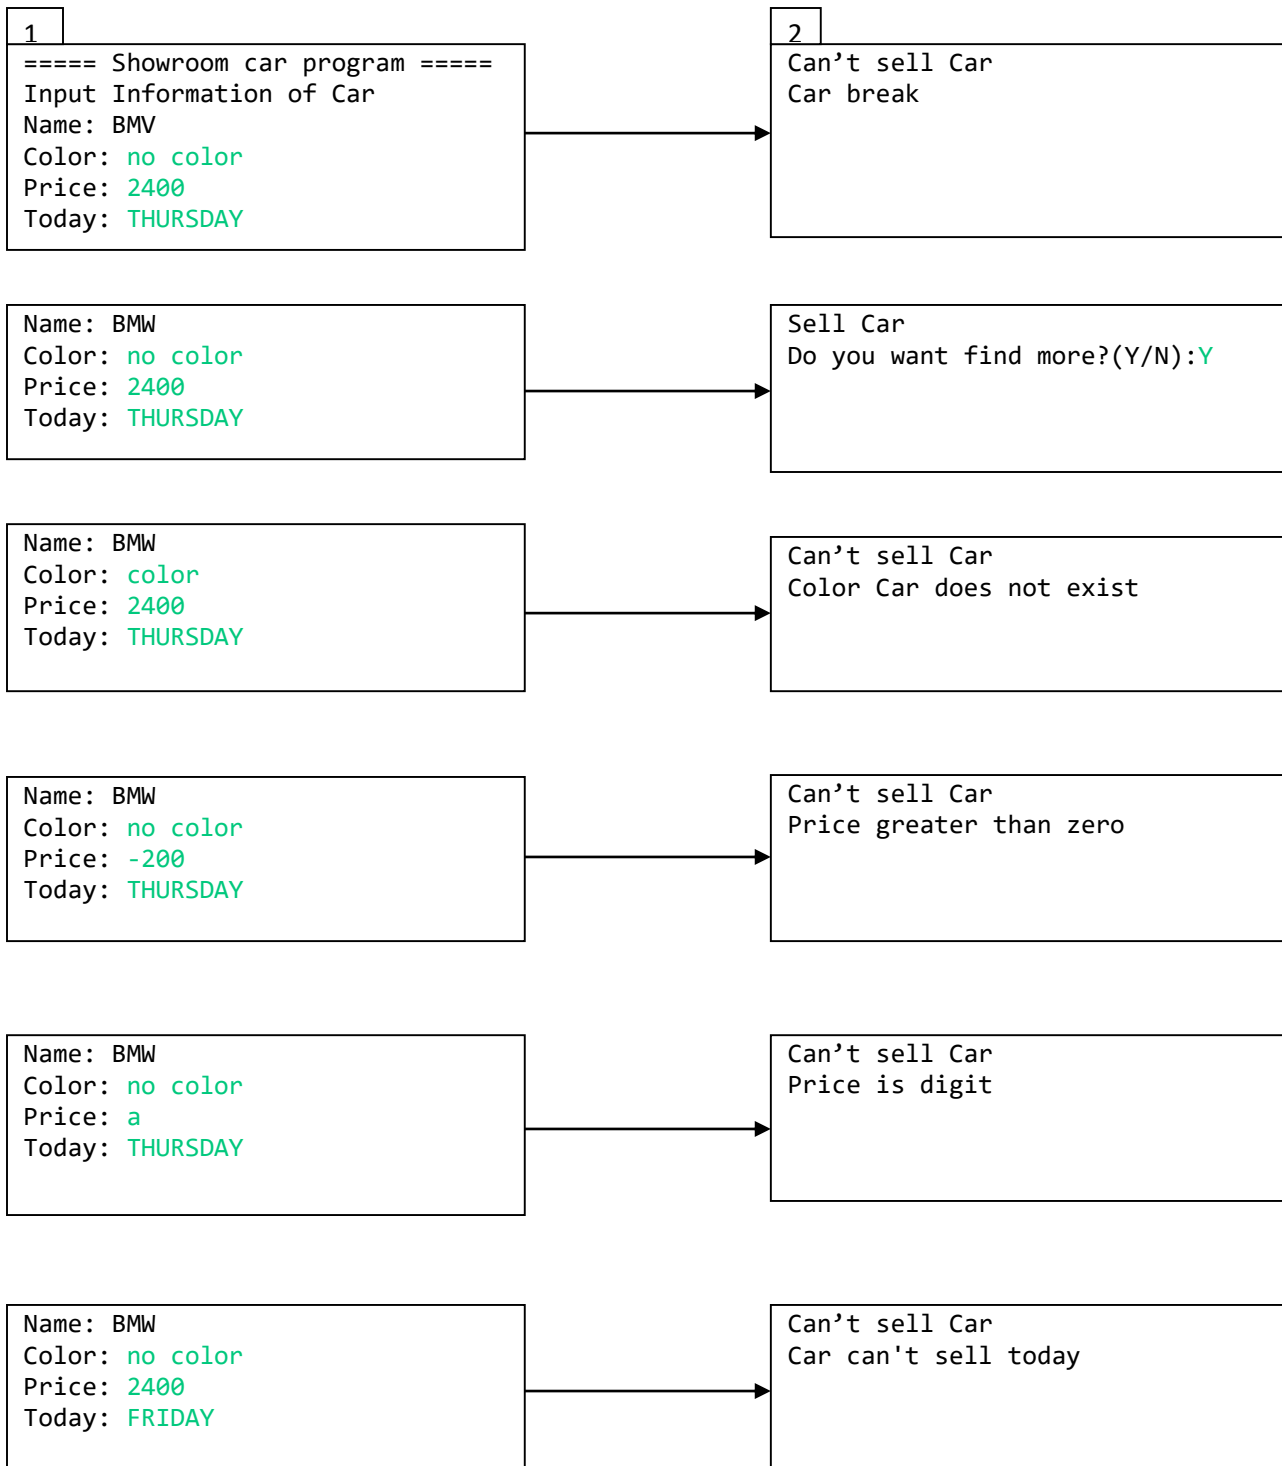 1
===== Showroom car program =====
Input Information of Car
Name: BMV
Color: no color
Price: 2400
Today: THURSDAY
2
Can’t sell Car
Car break
Name: BMW
Color: no color
Price: 2400
Today: THURSDAY
Sell Car
Do you want find more?(Y/N):Y
Name: BMW
Color: color
Price: 2400
Today: THURSDAY
Can’t sell Car
Color Car does not exist
Name: BMW
Color: no color
Price: -200
Today: THURSDAY
Can’t sell Car
Price greater than zero
Name: BMW
Color: no color
Price: a
Today: THURSDAY
Can’t sell Car
Price is digit
Name: BMW
Color: no color
Price: 2400
Today: FRIDAY
Can’t sell Car
Car can't sell today